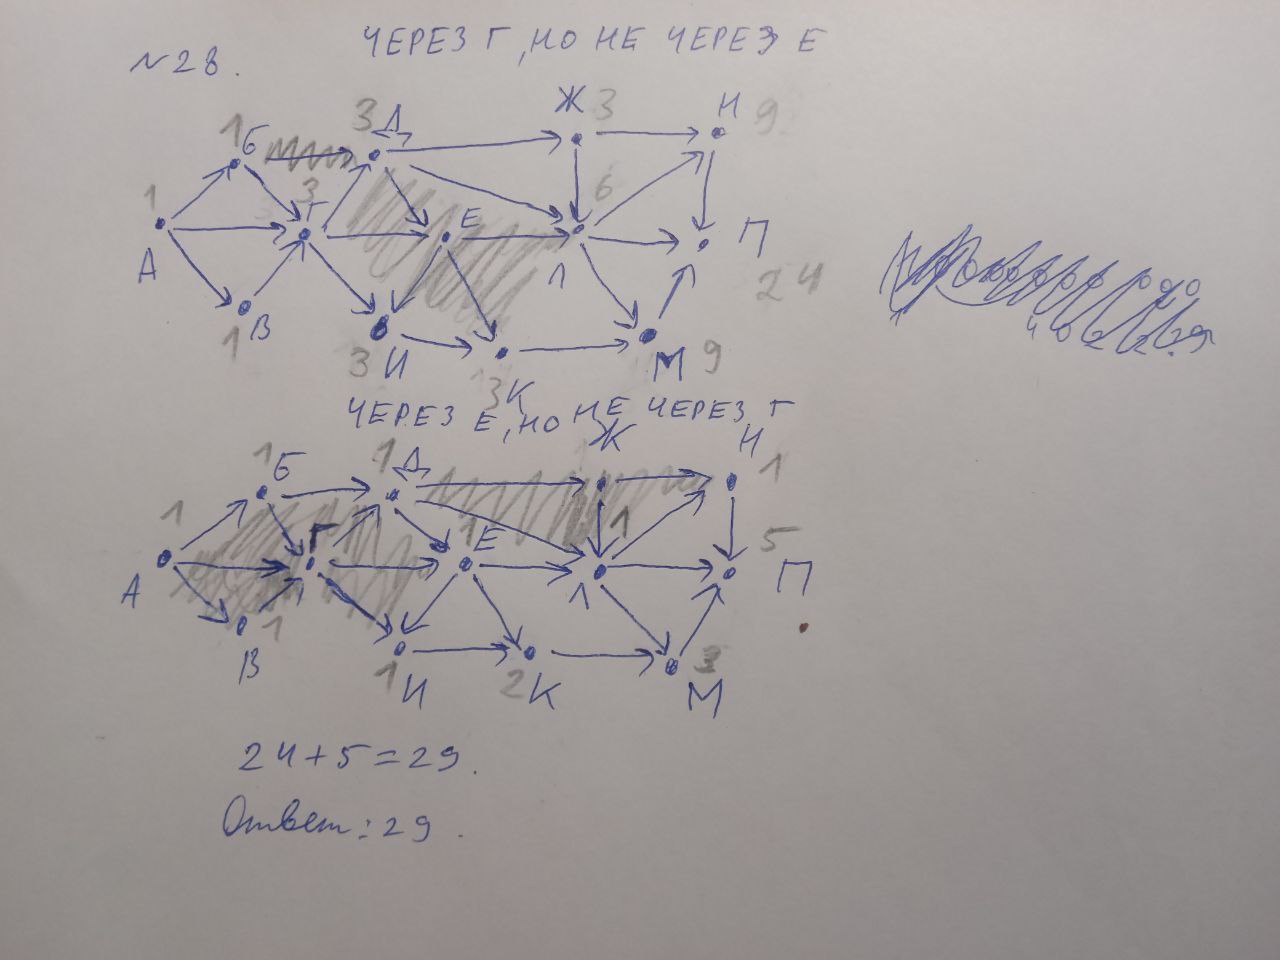 ЧЕРЕЗ Г, НО НЕ ЧЕРЕЗ Е
№28.
1 Б 3 Д Ж 3 Н 9
1 А 3 Г Е 6 Л П 24
1 В 3 И 3 К М 9
ЧЕРЕЗ Е, НО НЕ ЧЕРЕЗ Г
1 Б 1 Д Ж Н 1
1 А Г 1 Е 1 Л 5 П
В 1 1 И 2 К 3 М
24+5=29.
Ответ: 29.